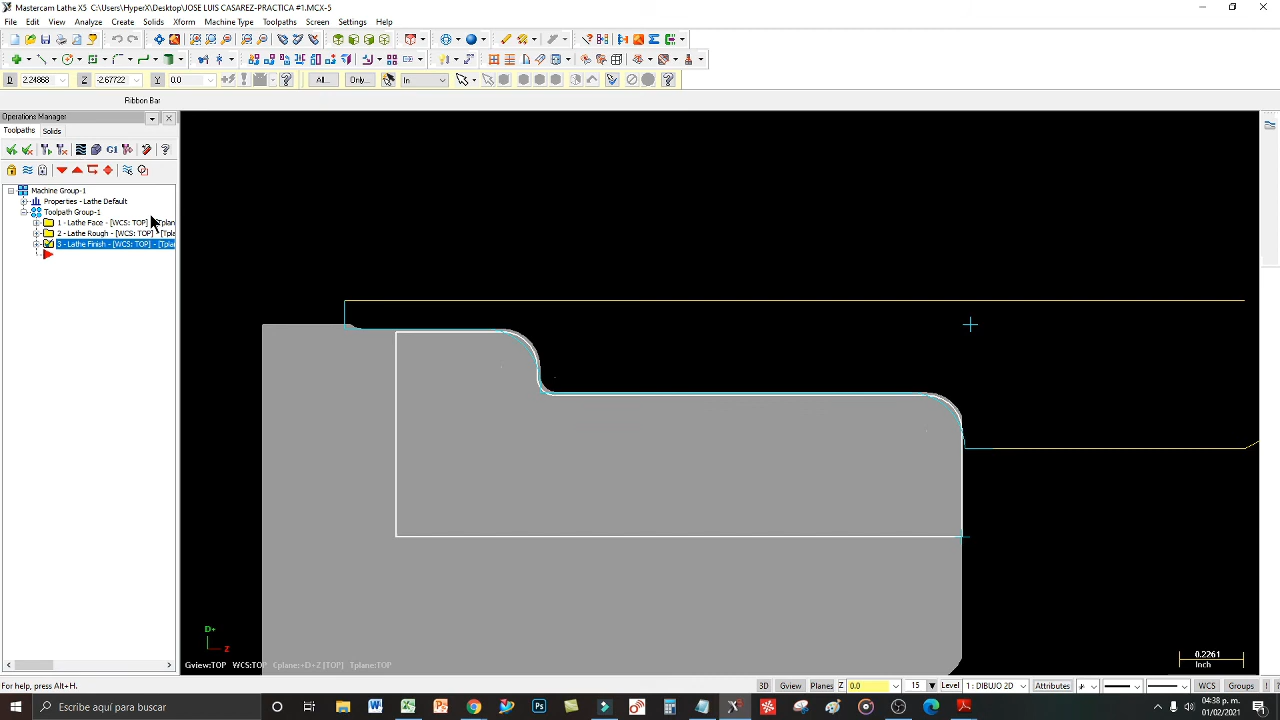 Mastercam Lathe X5 C:\Users\HyperX\Desktop\JOSE LUIS CASAREZ-PRACTICA #1.MCX-5
File Edit View Analyze Create Solids Xform Machine Type Toolpaths Screen Settings Help
D 2.24868 Z -2.67722 Y 0.0 All... Only... In
Ribbon Bar
Operations Manager
Toolpaths Solids
G1
Machine Group-1
Properties - Lathe Default
Toolpath Group-1
1 - Lathe Face - [WCS: TOP] - [Tplan
2 - Lathe Rough - [WCS: TOP] - [Tpla
3 - Lathe Finish - [WCS: TOP] - [Tpla
D+
Z
Gview:TOP WCS:TOP Cplane:+D+Z [TOP] Tplane:TOP
0.2261
Inch
For help, press Alt+H.
3D Gview Planes Z 0.0 15 Level 1 : DIBUJO 2D Attributes WCS Groups
Escribe aquí para buscar
04:38 p. m.
01/02/2021